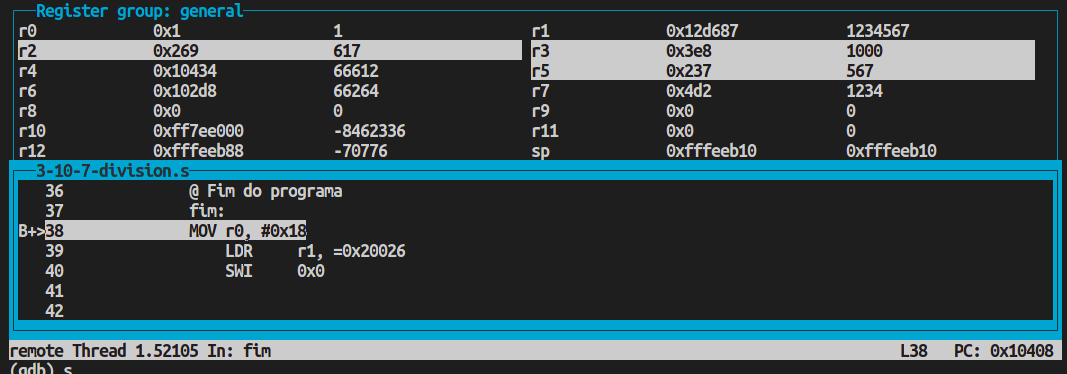 Register group: general
r0 0x1 1 r1 0x12d687 1234567
r2 0x269 617 r3 0x3e8 1000
r4 0x10434 66612 r5 0x237 567
r6 0x102d8 66264 r7 0x4d2 1234
r8 0x0 0 r9 0x0 0
r10 0xff7ee000 -8462336 r11 0x0 0
r12 0xfffeeb88 -70776 sp 0xfffeeb10 0xfffeeb10
3-10-7-division.s
36 @ Fim do programa
37 fim:
B+>38 MOV r0, #0x18
39 LDR r1, =0x20026
40 SWI 0x0
41
42
remote Thread 1.52105 In: fim L38 PC: 0x10408
(gdb) s